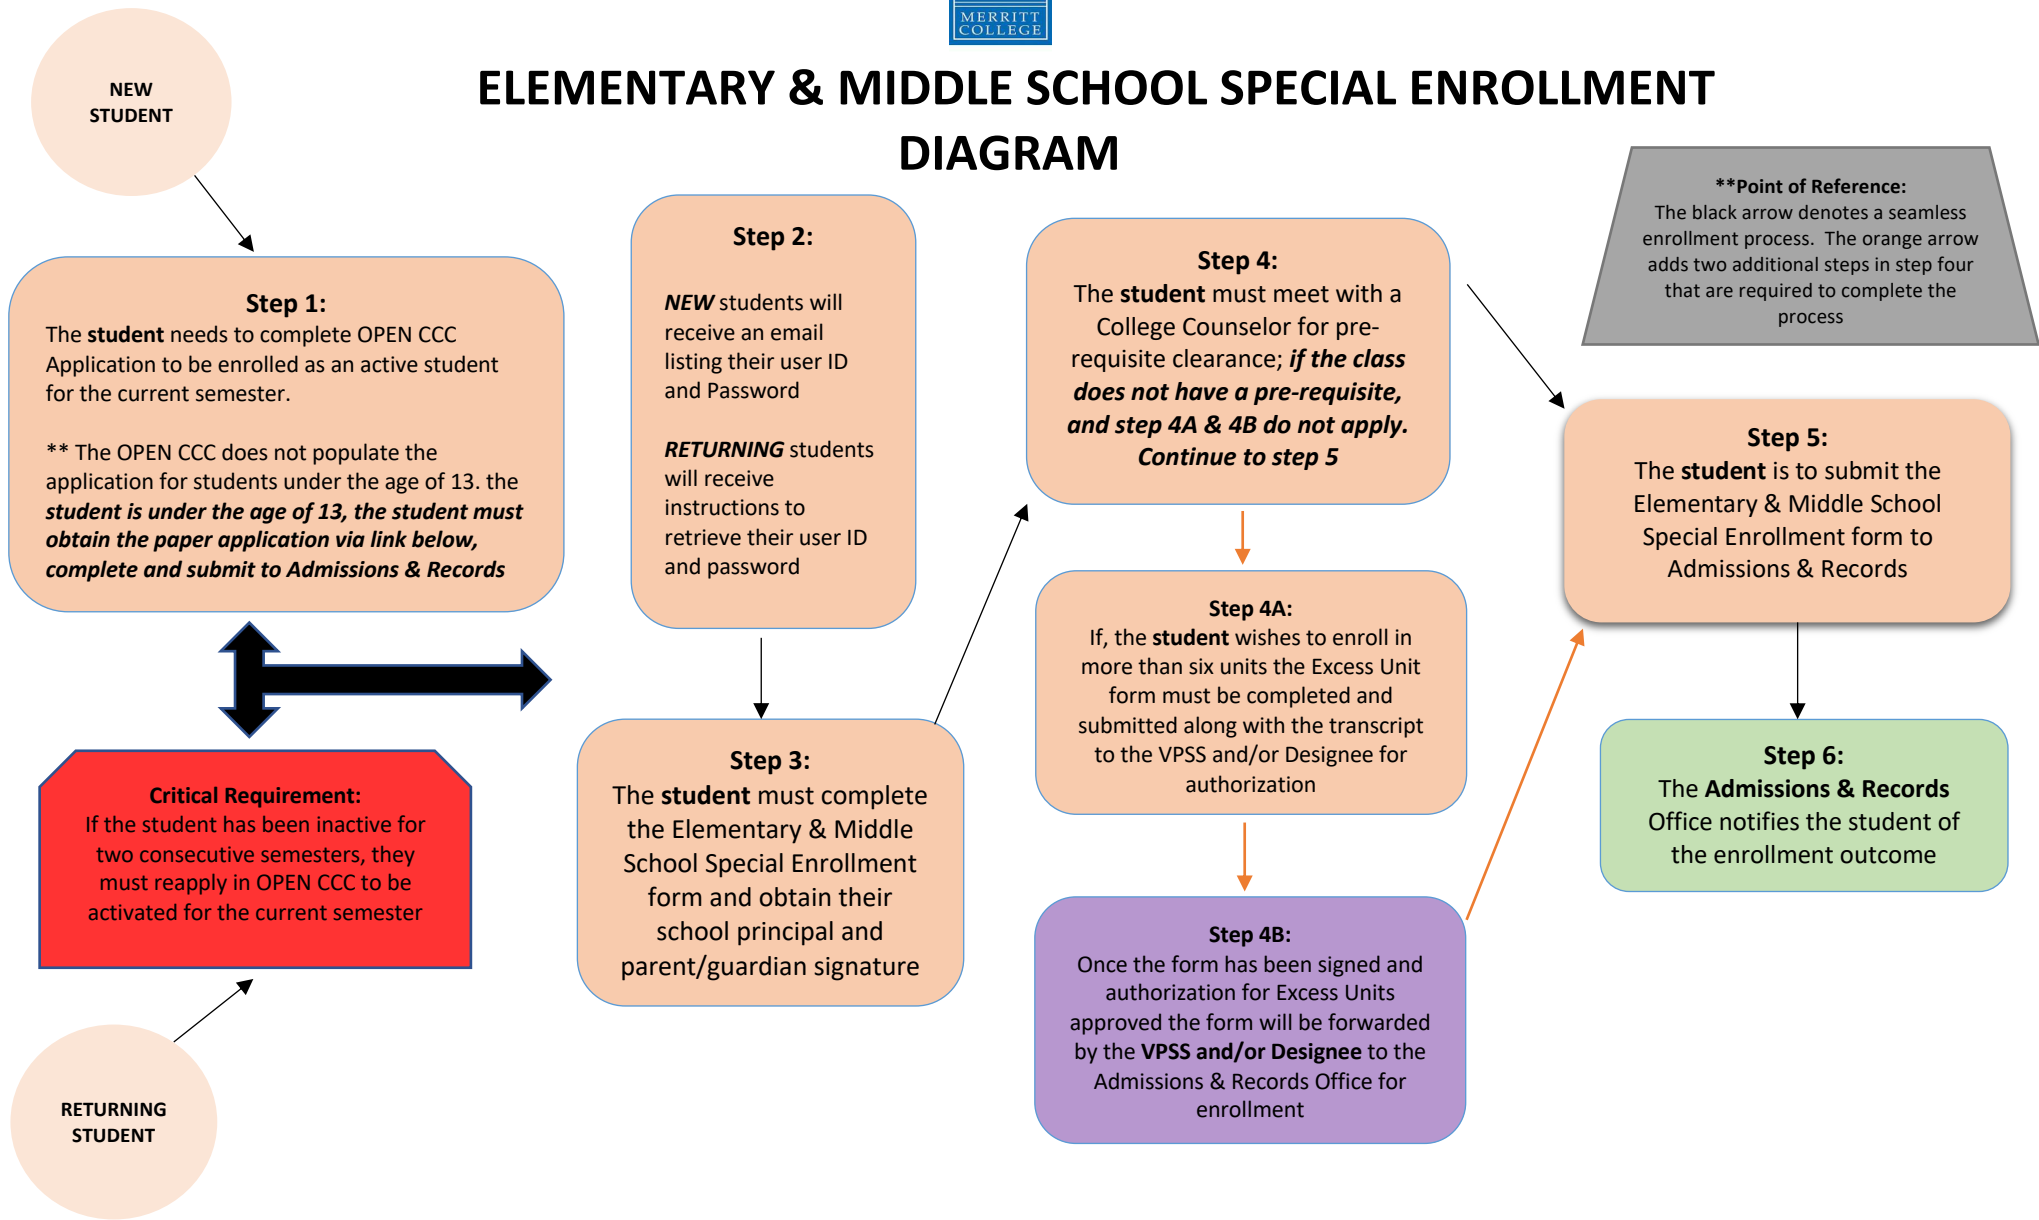 MERRITT
COLLEGE
ELEMENTARY & MIDDLE SCHOOL SPECIAL ENROLLMENT
DIAGRAM
NEW
STUDENT
Step 1:
The student needs to complete OPEN CCC
Application to be enrolled as an active student
for the current semester.
** The OPEN CCC does not populate the
application for students under the age of 13. the
student is under the age of 13, the student must
obtain the paper application via link below,
complete and submit to Admissions & Records
Critical Requirement:
If the student has been inactive for
two consecutive semesters, they
must reapply in OPEN CCC to be
activated for the current semester
RETURNING
STUDENT
Step 2:
NEW students will
receive an email
listing their user ID
and Password
RETURNING students
will receive
instructions to
retrieve their user ID
and password
Step 3:
The student must complete
the Elementary & Middle
School Special Enrollment
form and obtain their
school principal and
parent/guardian signature
Step 4:
The student must meet with a
College Counselor for pre-
requisite clearance; if the class
does not have a pre-requisite,
and step 4A & 4B do not apply.
Continue to step 5
Step 4A:
If, the student wishes to enroll in
more than six units the Excess Unit
form must be completed and
submitted along with the transcript
to the VPSS and/or Designee for
authorization
Step 4B:
Once the form has been signed and
authorization for Excess Units
approved the form will be forwarded
by the VPSS and/or Designee to the
Admissions & Records Office for
enrollment
**Point of Reference:
The black arrow denotes a seamless
enrollment process. The orange arrow
adds two additional steps in step four
that are required to complete the
process
Step 5:
The student is to submit the
Elementary & Middle School
Special Enrollment form to
Admissions & Records
Step 6:
The Admissions & Records
Office notifies the student of
the enrollment outcome